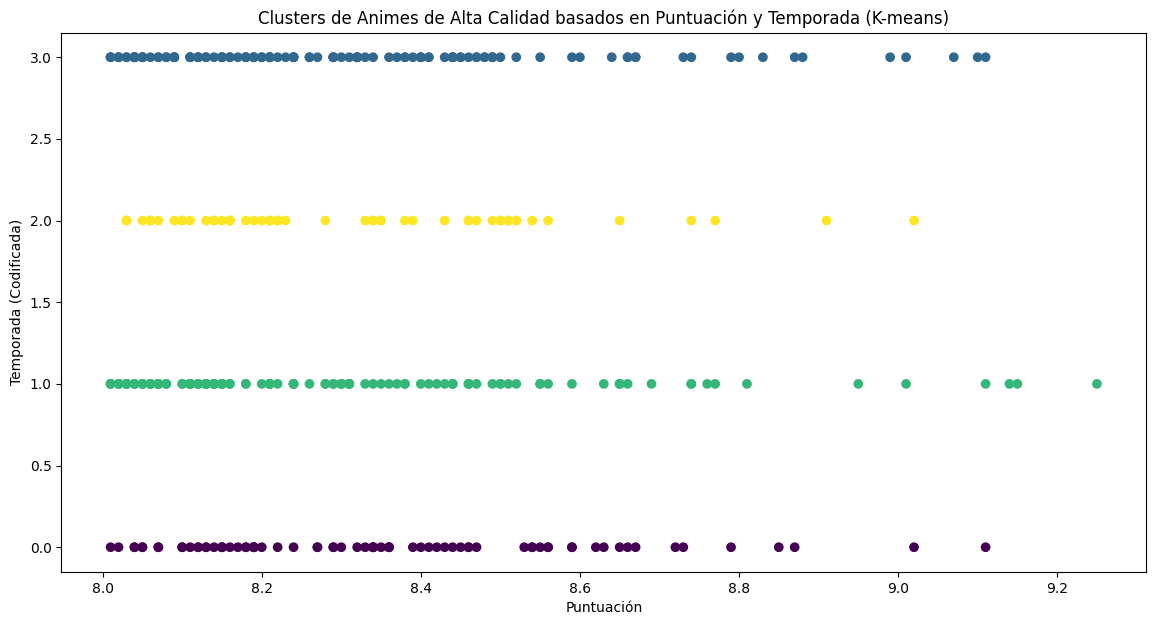 Clusters de Animes de Alta Calidad basados en Puntuación y Temporada (K-means)
Temporada (Codificada)
3.0
2.5
2.0
1.5
1.0
0.5
0.0
8.0 8.2 8.4 8.6 8.8 9.0 9.2
Puntuación